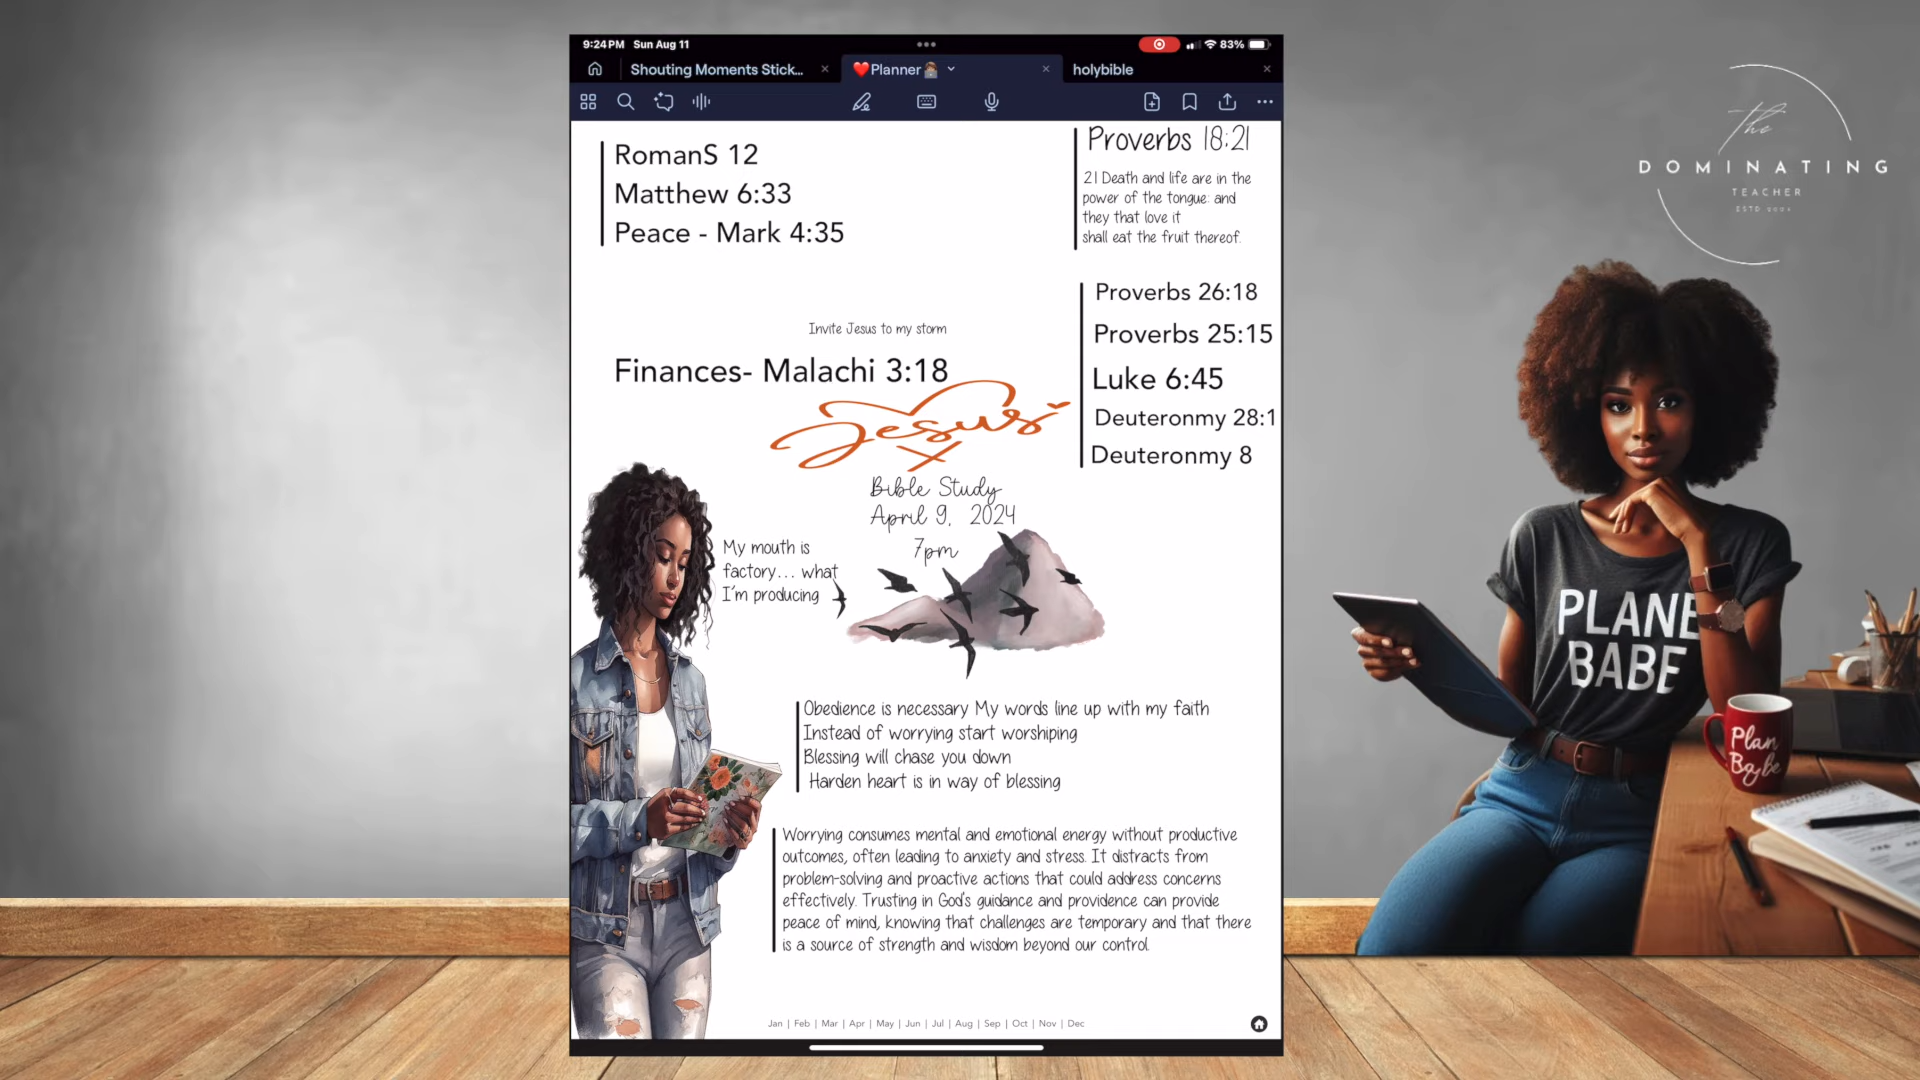 9:24 PM Sun Aug 11
83%
Shouting Moments Stick...
❤️Planner
holybible
RomanS 12
Matthew 6:33
Peace - Mark 4:35
Proverbs 18:21
21 Death and life are in the
power of the tongue: and
they that love it
shall eat the fruit thereof.
Proverbs 26:18
Proverbs 25:15
Luke 6:45
Deuteronmy 28:1
Deuteronmy 8
Invite Jesus to my storm
Finances- Malachi 3:18
Jesus
Bible Study
April 9, 2024
7pm
My mouth is
factory... what
I'm producing
Obedience is necessary My words line up with my faith
Instead of worrying start worshiping
Blessing will chase you down
Harden heart is in way of blessing
Worrying consumes mental and emotional energy without productive
outcomes, often leading to anxiety and stress. It distracts from
problem-solving and proactive actions that could address concerns
effectively. Trusting in God's guidance and providence can provide
peace of mind, knowing that challenges are temporary and that there
is a source of strength and wisdom beyond our control.
Jan | Feb | Mar | Apr | May | Jun | Jul | Aug | Sep | Oct | Nov | Dec
the
DOMINATING
TEACHER
PLANE
BABE
Plan